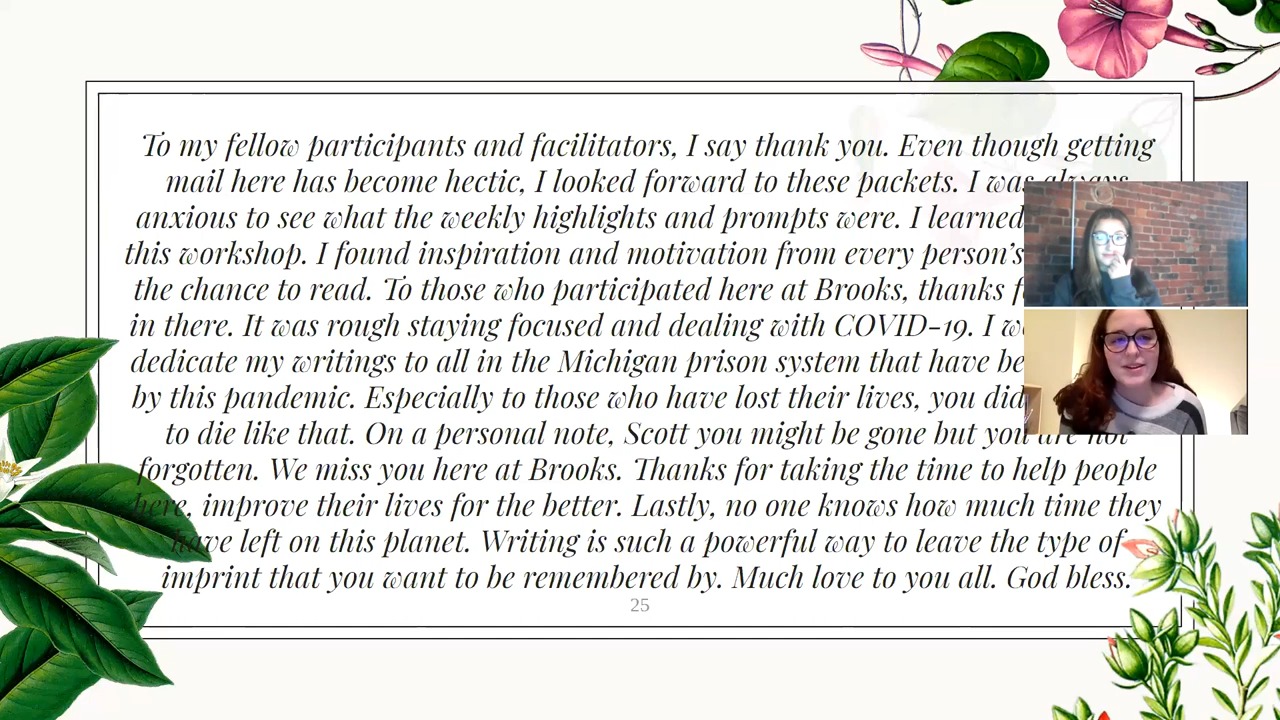 To my fellow participants and facilitators, I say thank you. Even though getting
mail here has become hectic, I looked forward to these packets. I was always
anxious to see what the weekly highlights and prompts were. I learned
this workshop. I found inspiration and motivation from every person's
the chance to read. To those who participated here at Brooks, thanks
in there. It was rough staying focused and dealing with COVID-19. I
dedicate my writings to all in the Michigan prison system that have
by this pandemic. Especially to those who have lost their lives, you
to die like that. On a personal note, Scott you might be gone but you are not
forgotten. We miss you here at Brooks. Thanks for taking the time to help people
here, improve their lives for the better. Lastly, no one knows how much time they
have left on this planet. Writing is such a powerful way to leave the type of
imprint that you want to be remembered by. Much love to you all. God bless.
25